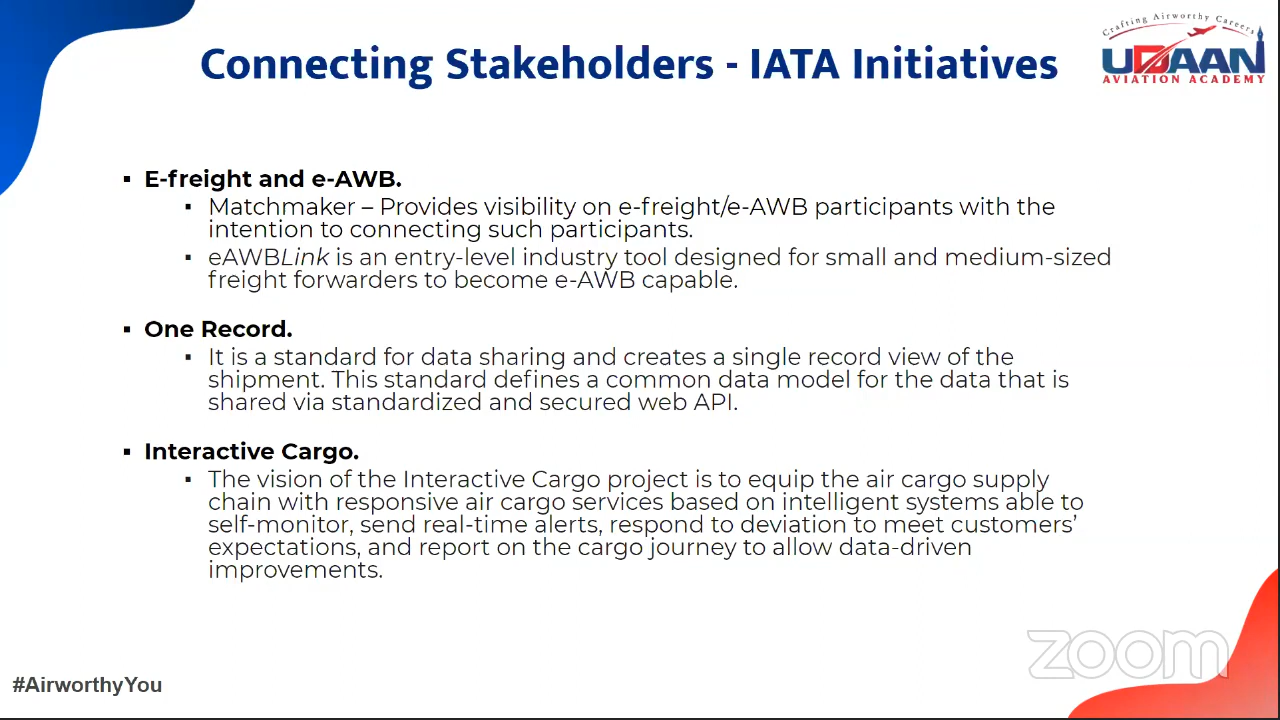 Connecting Stakeholders - IATA Initiatives
Crafting Airworthy Careers
UDAAN
AVIATION ACADEMY
▪ E-freight and e-AWB.
▪ Matchmaker – Provides visibility on e-freight/e-AWB participants with the
intention to connecting such participants.
▪ eAWBLink is an entry-level industry tool designed for small and medium-sized
freight forwarders to become e-AWB capable.
▪ One Record.
▪ It is a standard for data sharing and creates a single record view of the
shipment. This standard defines a common data model for the data that is
shared via standardized and secured web API.
▪ Interactive Cargo.
▪ The vision of the Interactive Cargo project is to equip the air cargo supply
chain with responsive air cargo services based on intelligent systems able to
self-monitor, send real-time alerts, respond to deviation to meet customers’
expectations, and report on the cargo journey to allow data-driven
improvements.
zoom
#AirworthyYou